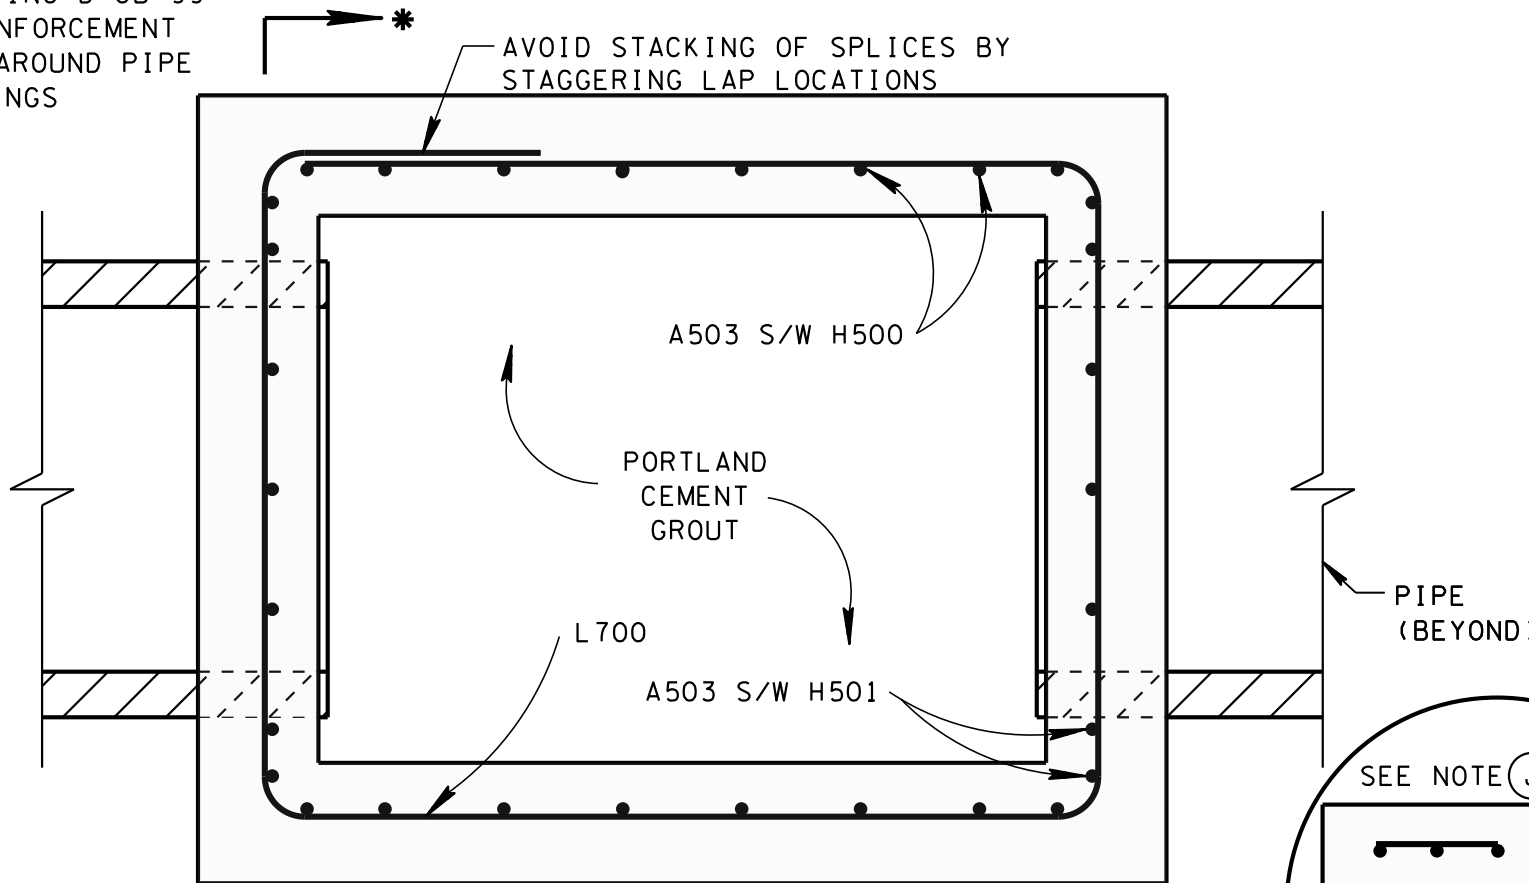 NFORCEMENT
AROUND PIPE
NGS
*
AVOID STACKING OF SPLICES BY
STAGGERING LAP LOCATIONS
A503 S/W H500
PORTLAND
CEMENT
GROUT
L700
A503 S/W H501
PIPE
(BEYOND)
SEE NOTE